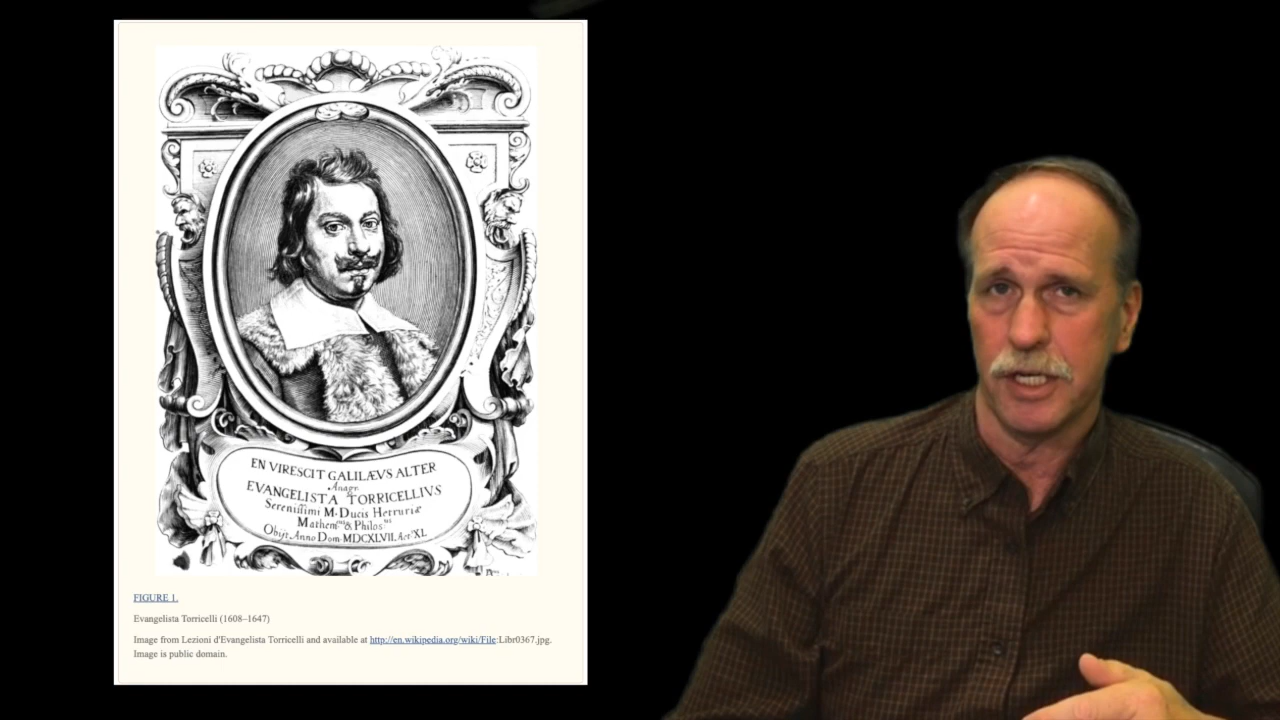 EN VIRESCIT GALILÆVS ALTER
Anagr.
EVANGELISTA TORRICELLIVS
Serenissimi M. Ducis Hetruriæ
Mathem^us & Philos^us
Obijt Anno Dom MDCXLVII. Aet. XL
FIGURE 1.
Evangelista Torricelli (1608–1647)
Image from Lezioni d'Evangelista Torricelli and available at http://en.wikipedia.org/wiki/File:Libr0367.jpg.
Image is public domain.